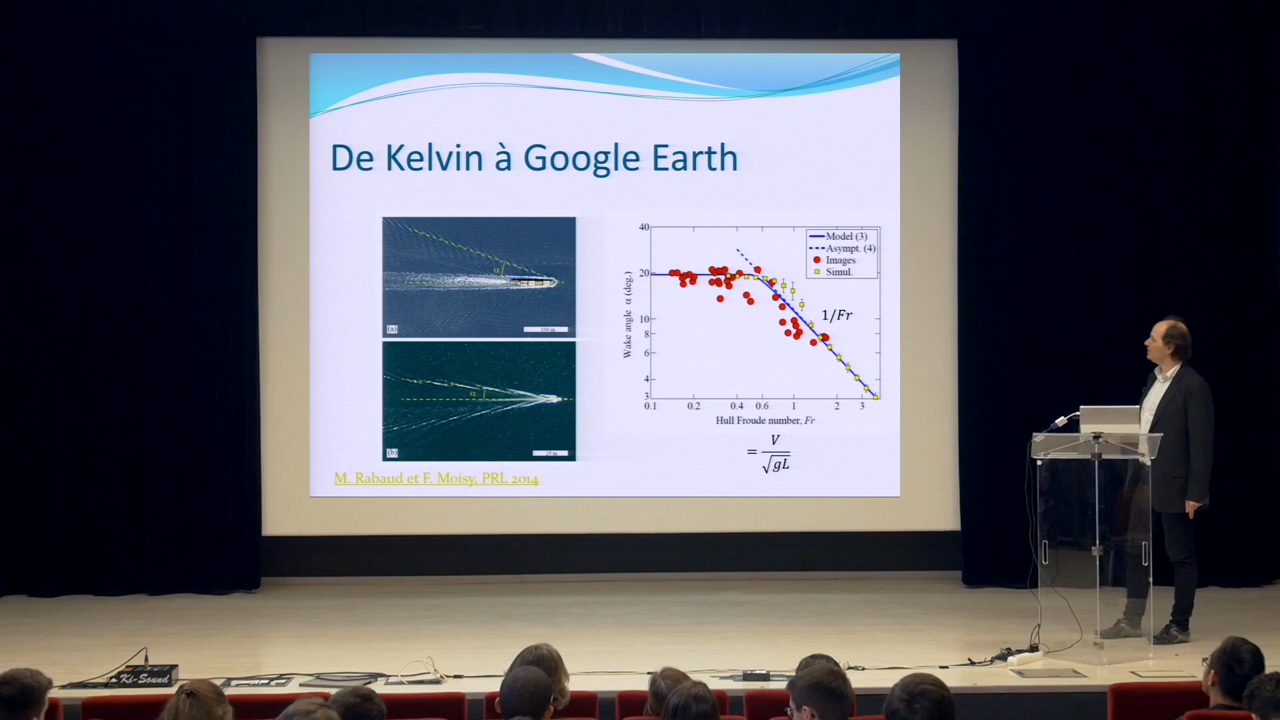 De Kelvin à Google Earth
α
(a)
100 m
α
(b)
25 m
M. Rabaud et F. Moisy, PRL 2014
40
20
10
8
6
4
3
Wake angle α (deg.)
Model (3)
Asympt. (4)
Images
Simul.
1/Fr
0.1 0.2 0.4 0.6 1 2 3
Hull Froude number, Fr
= V
√gL
Ki-Sound